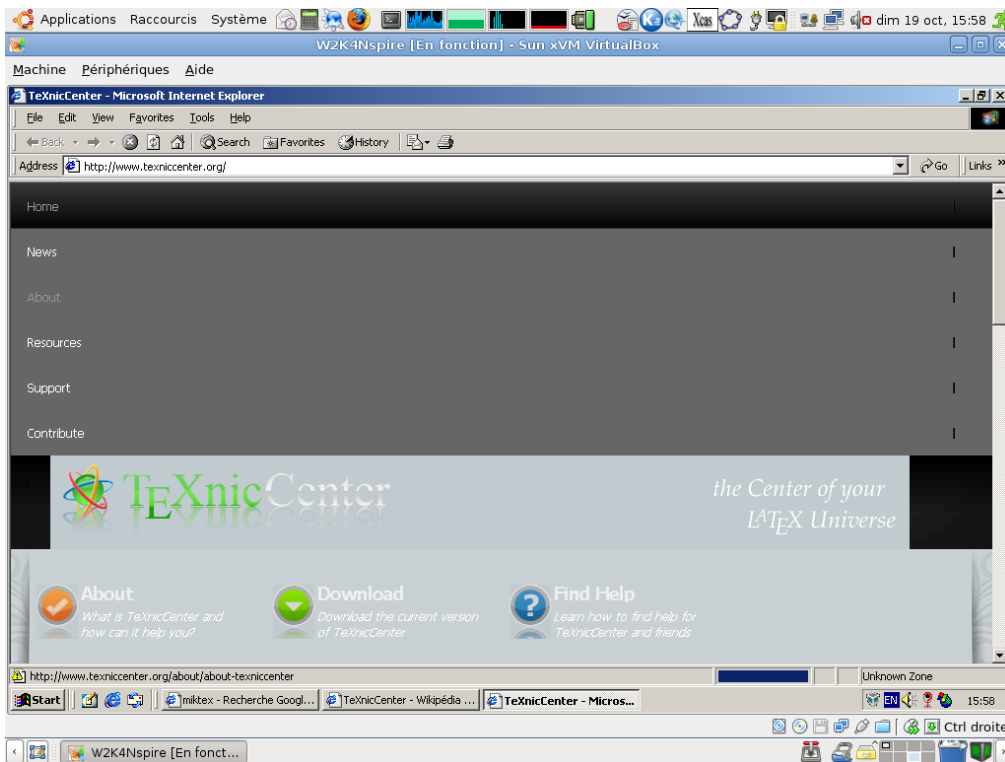 Applications Raccourcis Système Xcas dim 19 oct, 15:58
W2K4Nspire [En fonction] - Sun xVM VirtualBox
Machine Périphériques Aide
TeXnicCenter - Microsoft Internet Explorer
File Edit View Favorites Tools Help
Back Search Favorites History
Address http://www.texniccenter.org/ Go Links »
Home
News
About
Resources
Support
Contribute
TEXnicCenter
the Center of your
LATEX Universe
About Download Find Help
What is TeXnicCenter and Download the current version Learn how to find help for
how can it help you? of TeXnicCenter TeXnicCenter and friends
http://www.texniccenter.org/about/about-texniccenter Unknown Zone
Start miktex - Recherche Googl... TeXnicCenter - Wikipédia ... TeXnicCenter - Micros... EN 15:58
Ctrl droite
W2K4Nspire [En fonct...